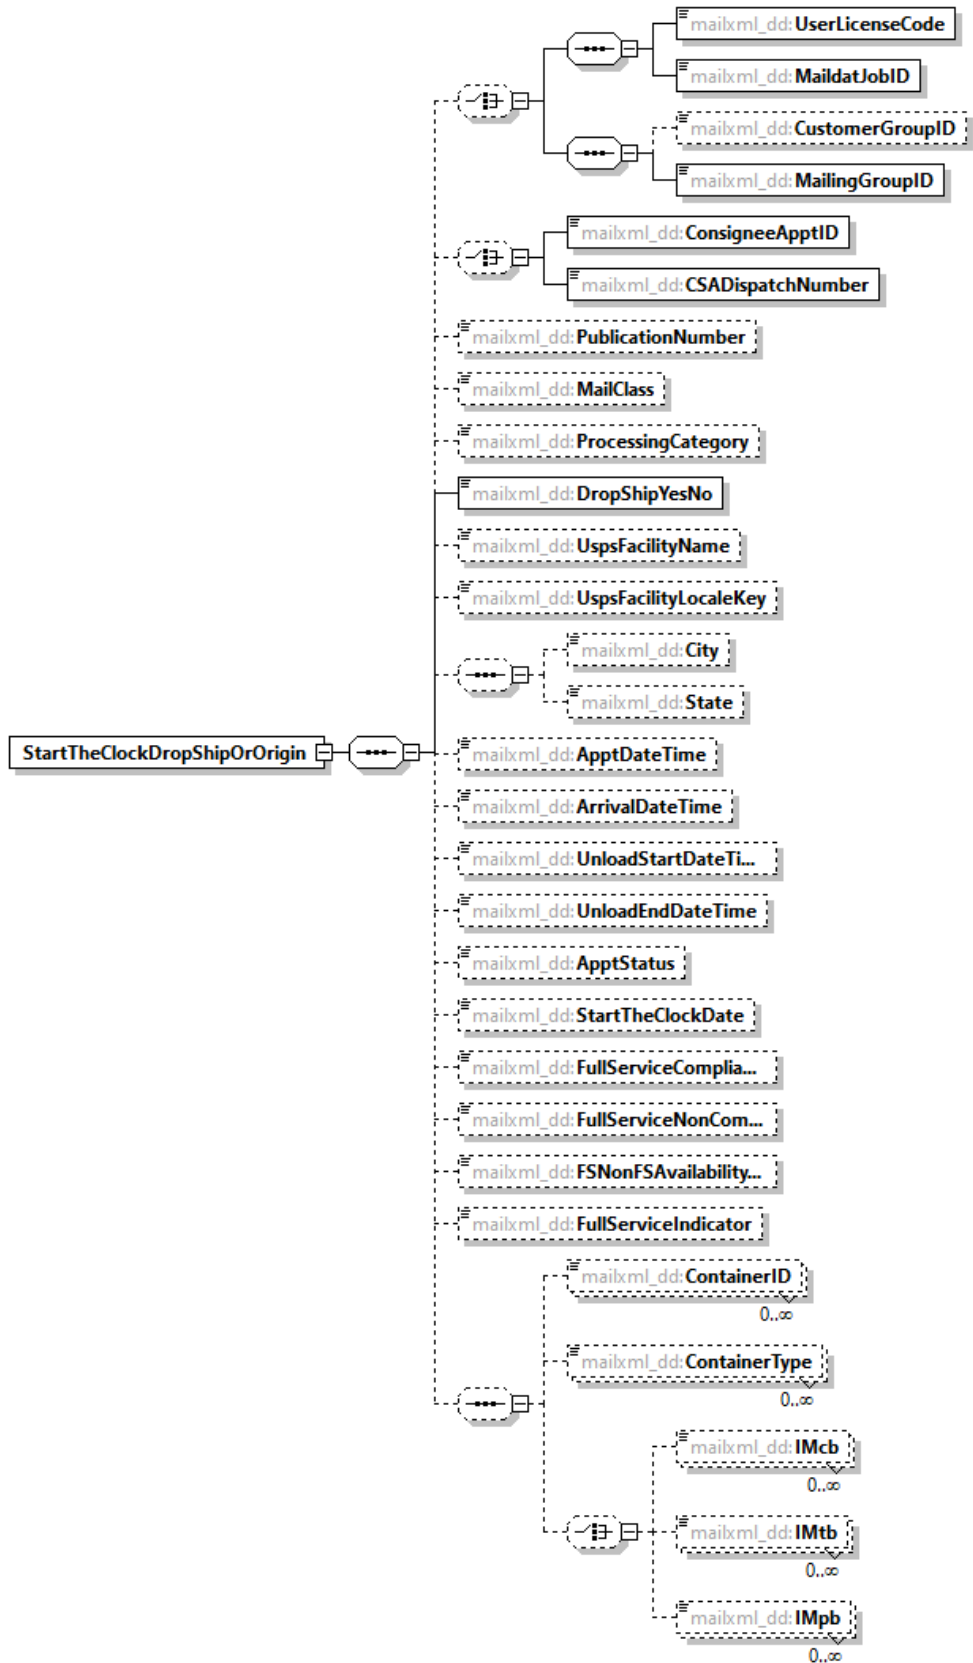 mailxml_dd:UserLicenseCode
mailxml_dd:MaildatJobID
mailxml_dd:CustomerGroupID
mailxml_dd:MailingGroupID
mailxml_dd:ConsigneeApptID
mailxml_dd:CSADispatchNumber
mailxml_dd:PublicationNumber
mailxml_dd:MailClass
mailxml_dd:ProcessingCategory
mailxml_dd:DropShipYesNo
mailxml_dd:UspsFacilityName
mailxml_dd:UspsFacilityLocaleKey
mailxml_dd:City
mailxml_dd:State
StartTheClockDropShipOrOrigin
mailxml_dd:ApptDateTime
mailxml_dd:ArrivalDateTime
mailxml_dd:UnloadStartDateTi...
mailxml_dd:UnloadEndDateTime
mailxml_dd:ApptStatus
mailxml_dd:StartTheClockDate
mailxml_dd:FullServiceComplia...
mailxml_dd:FullServiceNonCom...
mailxml_dd:FSNonFSAvailability...
mailxml_dd:FullServiceIndicator
mailxml_dd:ContainerID
0..∞
mailxml_dd:ContainerType
0..∞
mailxml_dd:IMcb
0..∞
mailxml_dd:IMtb
0..∞
mailxml_dd:IMpb
0..∞